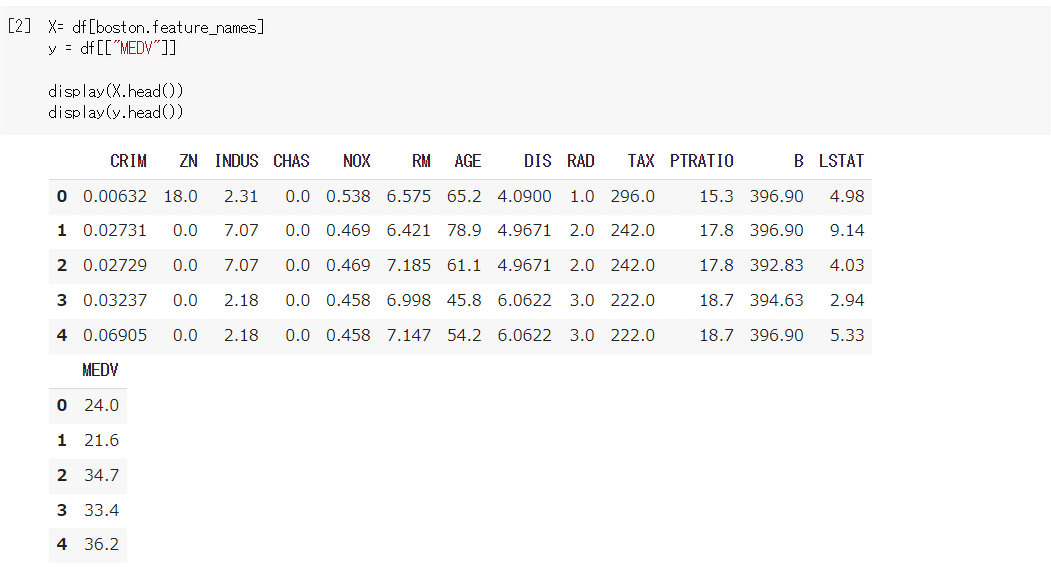 [2] X= df[boston.feature_names]
y = df[["MEDV"]]
display(X.head())
display(y.head())
CRIM ZN INDUS CHAS NOX RM AGE DIS RAD TAX PTRATIO B LSTAT
0 0.00632 18.0 2.31 0.0 0.538 6.575 65.2 4.0900 1.0 296.0 15.3 396.90 4.98
1 0.02731 0.0 7.07 0.0 0.469 6.421 78.9 4.9671 2.0 242.0 17.8 396.90 9.14
2 0.02729 0.0 7.07 0.0 0.469 7.185 61.1 4.9671 2.0 242.0 17.8 392.83 4.03
3 0.03237 0.0 2.18 0.0 0.458 6.998 45.8 6.0622 3.0 222.0 18.7 394.63 2.94
4 0.06905 0.0 2.18 0.0 0.458 7.147 54.2 6.0622 3.0 222.0 18.7 396.90 5.33
MEDV
0 24.0
1 21.6
2 34.7
3 33.4
4 36.2